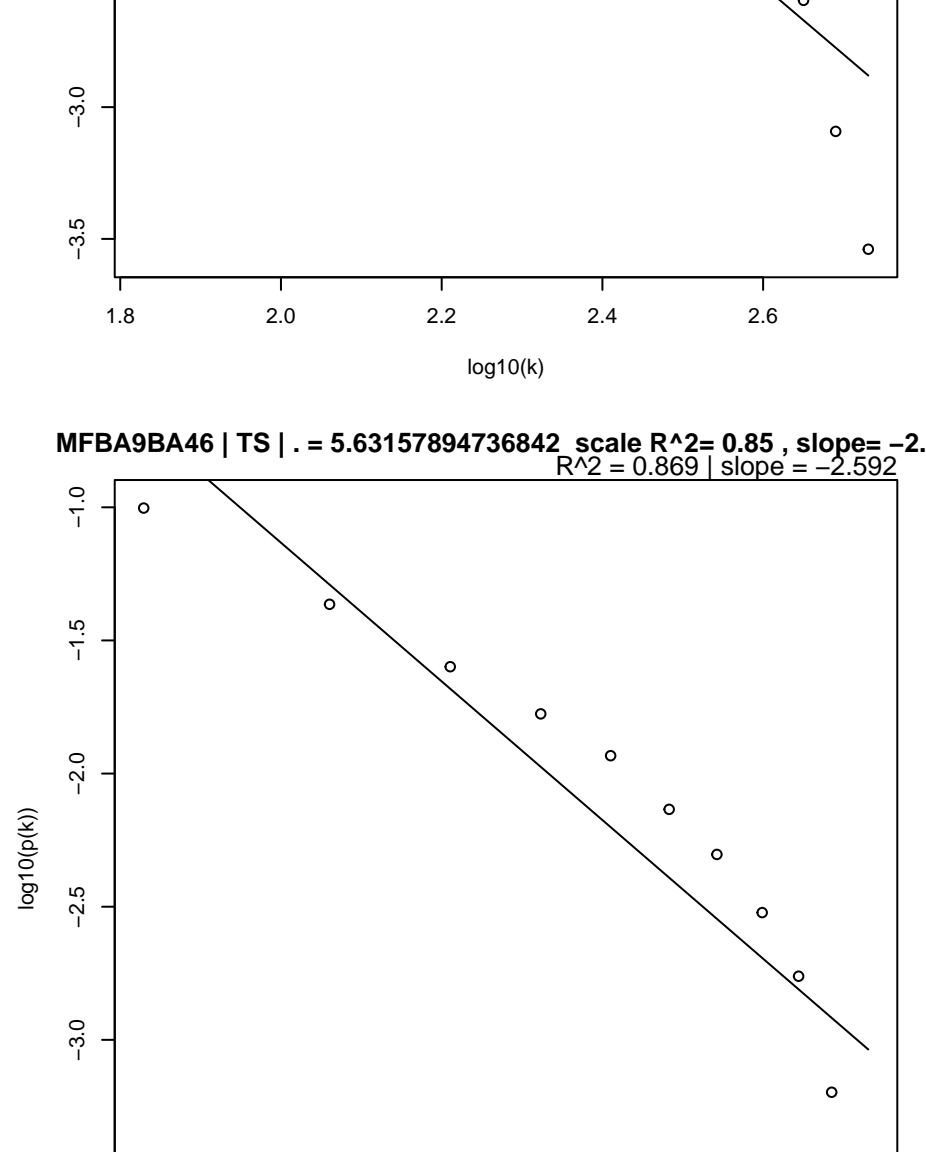 −3.0
−3.5
1.8 2.0 2.2 2.4 2.6
log10(k)
MFBA9BA46 | TS | . = 5.63157894736842  scale R^2= 0.85 , slope= −2.
R^2 = 0.869 | slope = −2.592
−1.0
−1.5
−2.0
log10(p(k))
−2.5
−3.0